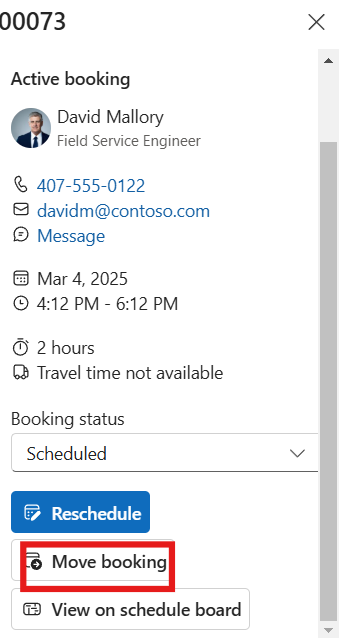 00073
Active booking
David Mallory
Field Service Engineer
407-555-0122
davidm@contoso.com
Message
Mar 4, 2025
4:12 PM - 6:12 PM
2 hours
Travel time not available
Booking status
Scheduled
Reschedule
Move booking
View on schedule board